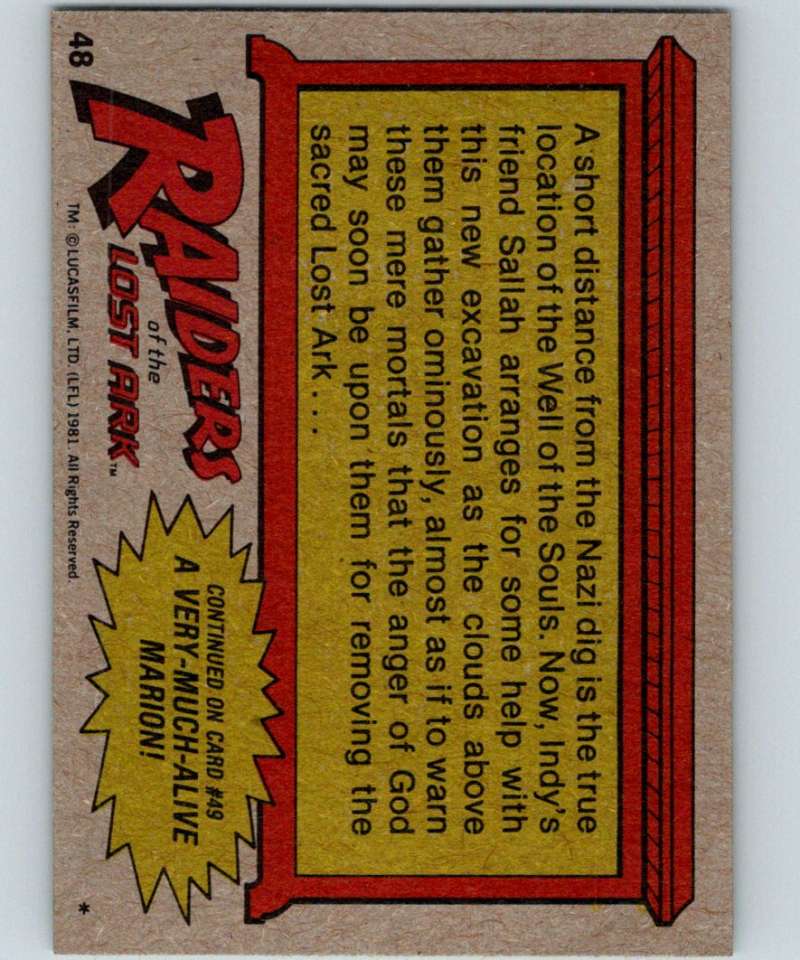 A short distance from the Nazi dig is the true
location of the Well of the Souls. Now, Indy's
friend Sallah arranges for some help with
this new excavation as the clouds above
them gather ominously, almost as if to warn
these mere mortals that the anger of God
may soon be upon them for removing the
sacred Lost Ark . . .
48
RAIDERS
of the
LOST ARK™
TM: © LUCASFILM, LTD. (LFL) 1981. All Rights Reserved.
CONTINUED ON CARD #49
A VERY-MUCH-ALIVE
MARION!
*